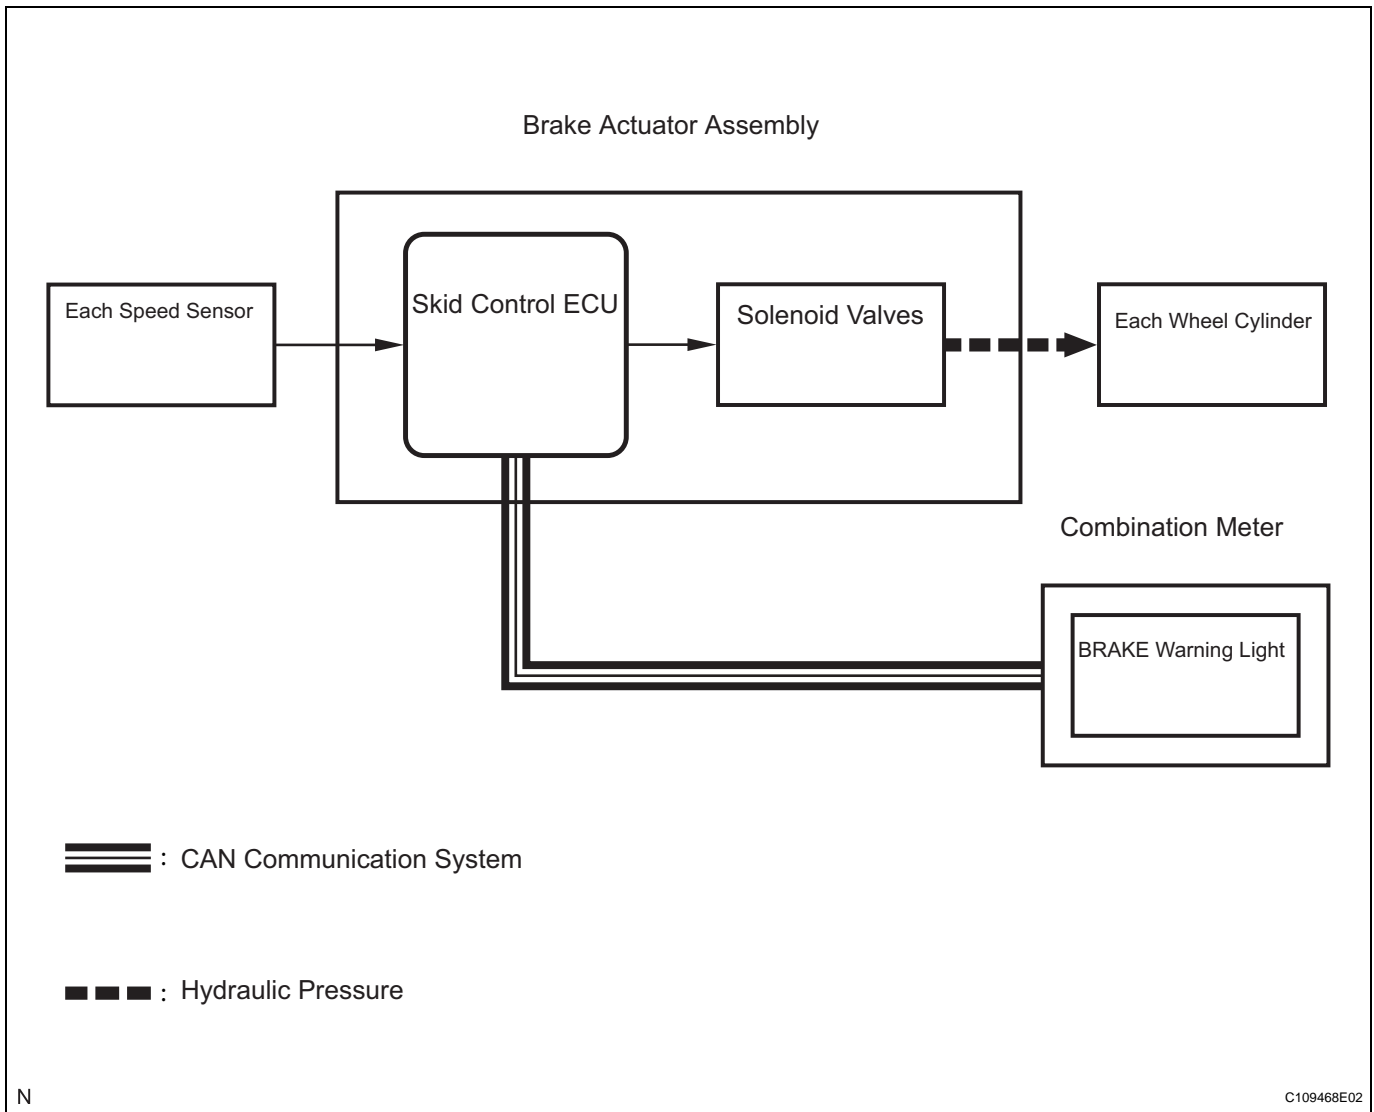 Brake Actuator Assembly
Each Speed Sensor
Skid Control ECU
Solenoid Valves
Each Wheel Cylinder
Combination Meter
BRAKE Warning Light
: CAN Communication System
: Hydraulic Pressure
N
C109468E02